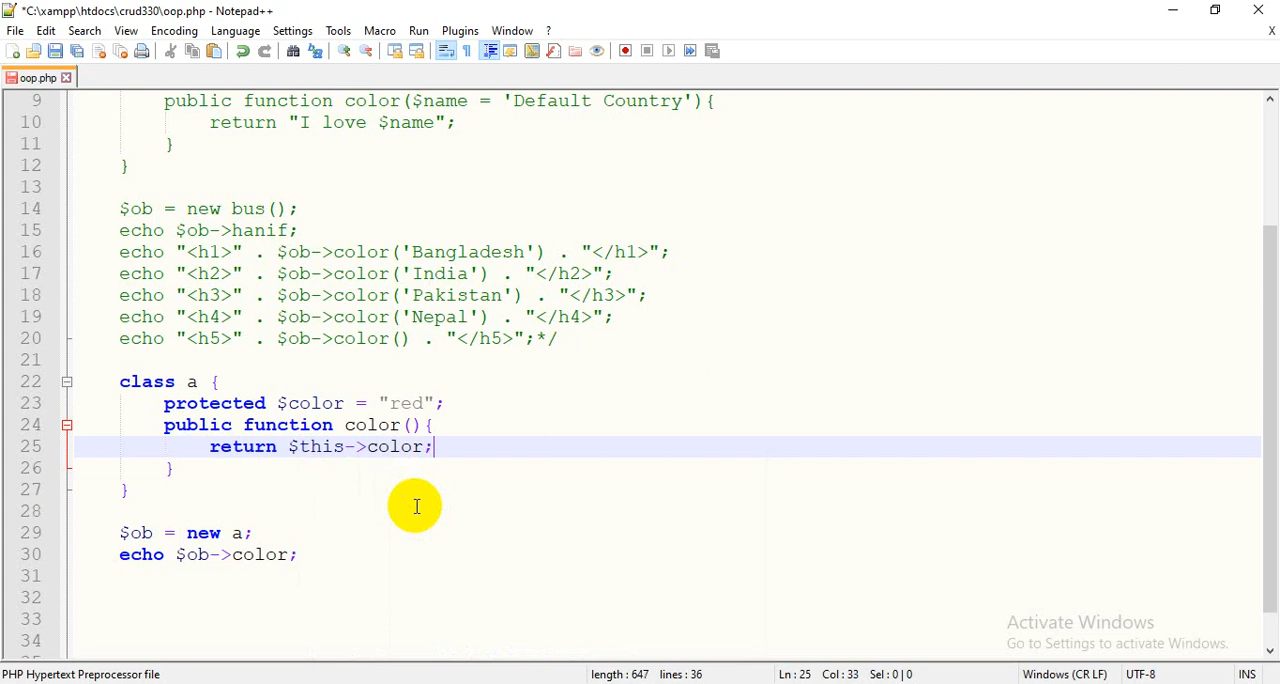 *C:\xampp\htdocs\crud330\oop.php - Notepad++
File Edit Search View Encoding Language Settings Tools Macro Run Plugins Window ? X
oop.php
9 public function color($name = 'Default Country'){
10 return "I love $name";
11 }
12 }
13
14 $ob = new bus();
15 echo $ob->hanif;
16 echo "<h1>" . $ob->color('Bangladesh') . "</h1>";
17 echo "<h2>" . $ob->color('India') . "</h2>";
18 echo "<h3>" . $ob->color('Pakistan') . "</h3>";
19 echo "<h4>" . $ob->color('Nepal') . "</h4>";
20 echo "<h5>" . $ob->color() . "</h5>";*/
21
22 class a {
23 protected $color = "red";
24 public function color(){
25 return $this->color;
26 }
27 }
28
29 $ob = new a;
30 echo $ob->color;
31
32
33
34
Activate Windows
Go to Settings to activate Windows.
PHP Hypertext Preprocessor file length : 647 lines : 36 Ln : 25 Col : 33 Sel : 0 | 0 Windows (CR LF) UTF-8 INS